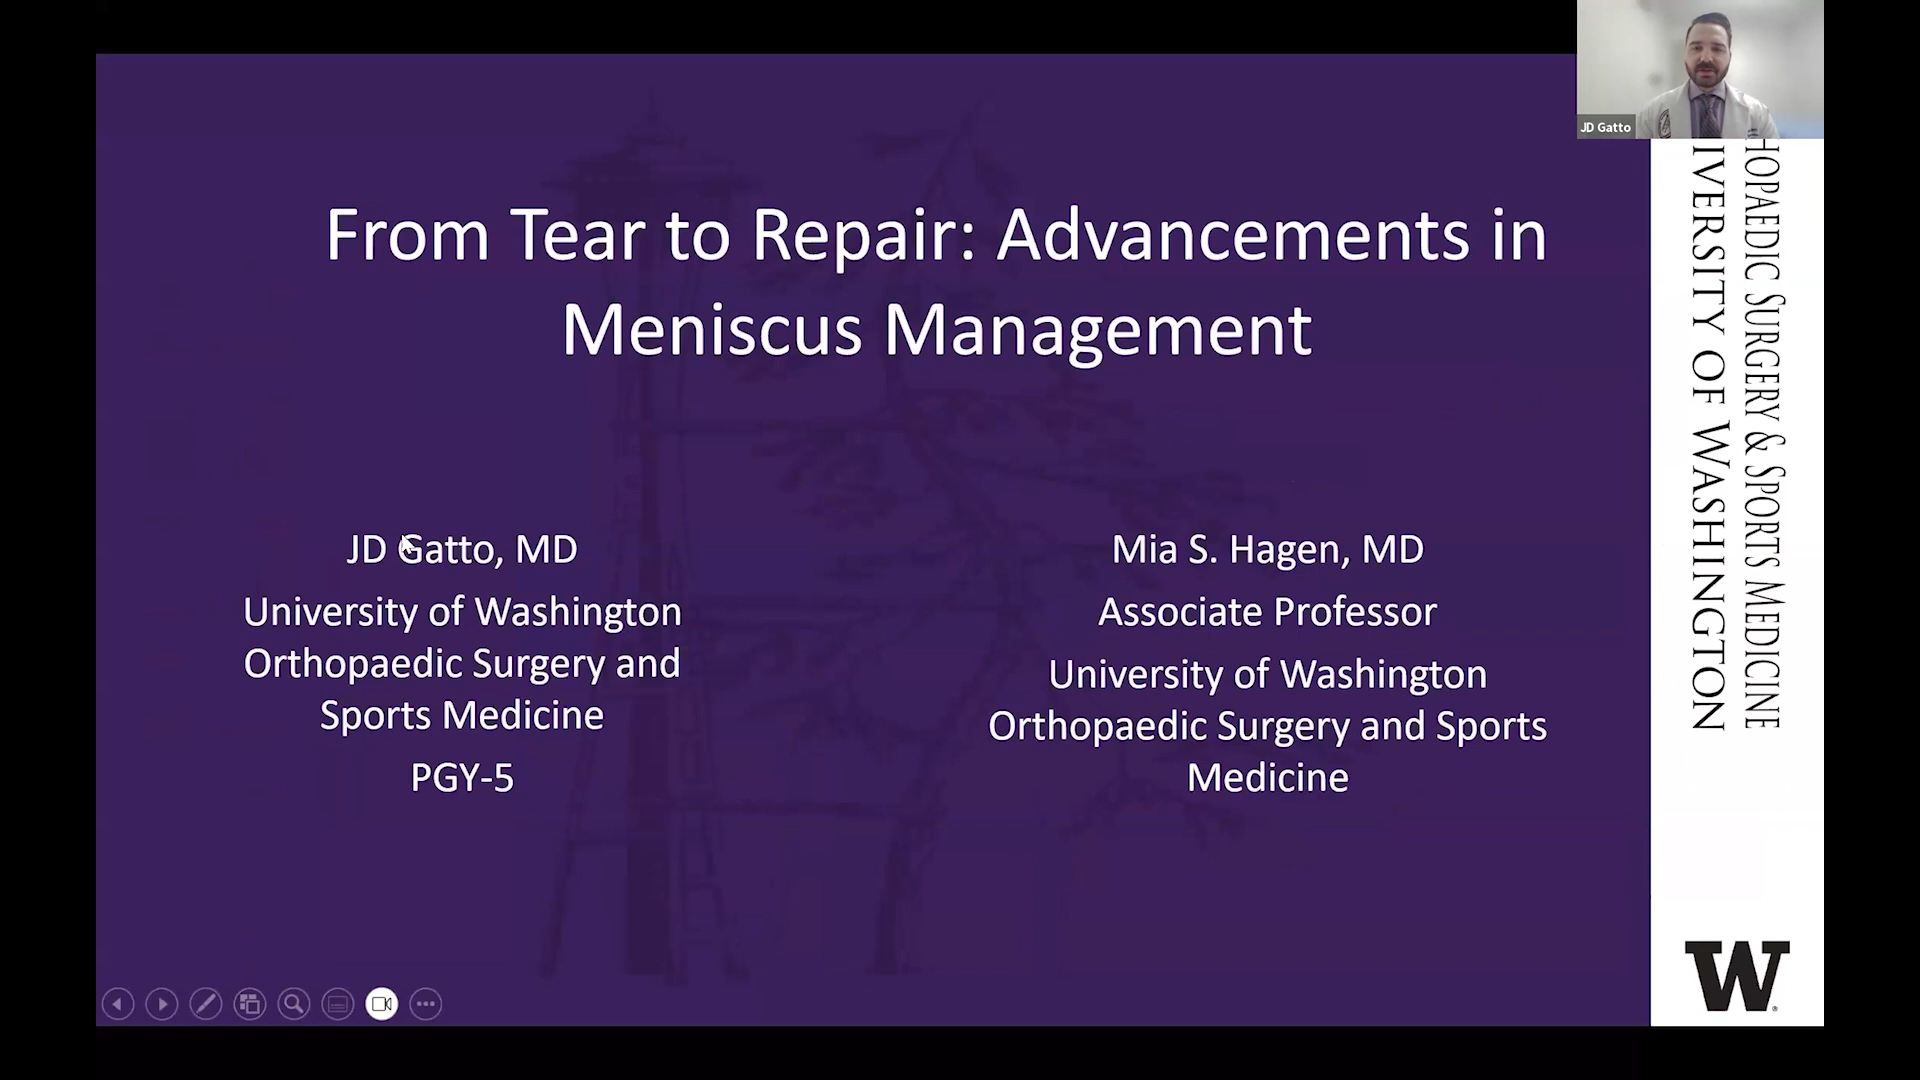 From Tear to Repair: Advancements in
Meniscus Management
JD Gatto, MD
University of Washington
Orthopaedic Surgery and
Sports Medicine
PGY-5
Mia S. Hagen, MD
Associate Professor
University of Washington
Orthopaedic Surgery and Sports
Medicine
JD Gatto
HOPAEDIC SURGERY & SPORTS MEDICINE
IVERSITY OF WASHINGTON
W